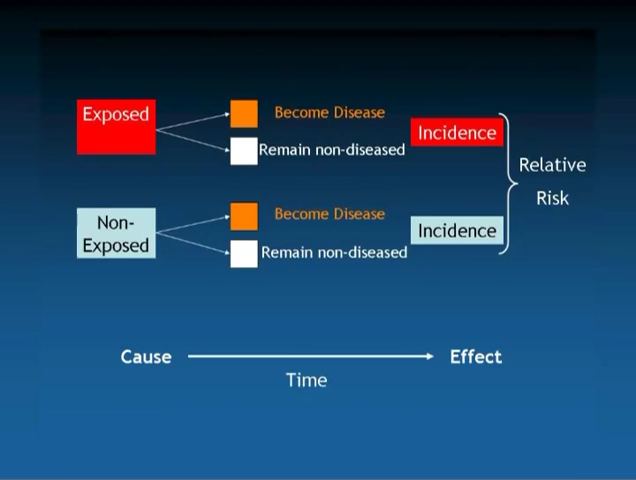 Exposed
Become Disease
Remain non-diseased
Incidence
Relative
Risk
Non-
Exposed
Become Disease
Remain non-diseased
Incidence
Cause
Effect
Time